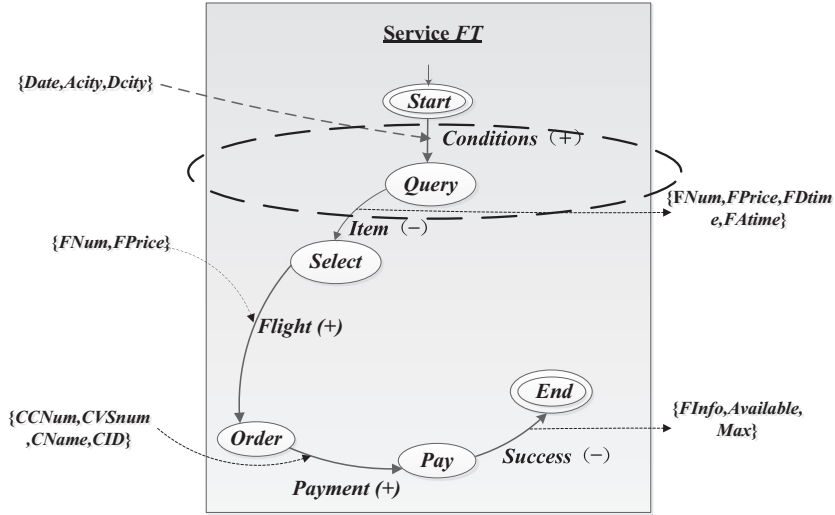 Service FT
{Date,Acity,Dcity}
Start
Conditions (+)
Query
{FNum,FPrice,FDtim
e,FAtime}
Item (−)
{FNum,FPrice}
Select
Flight (+)
End
{CCNum,CVSnum
,CName,CID}
{FInfo,Available,
Max}
Order
Pay
Success (−)
Payment (+)